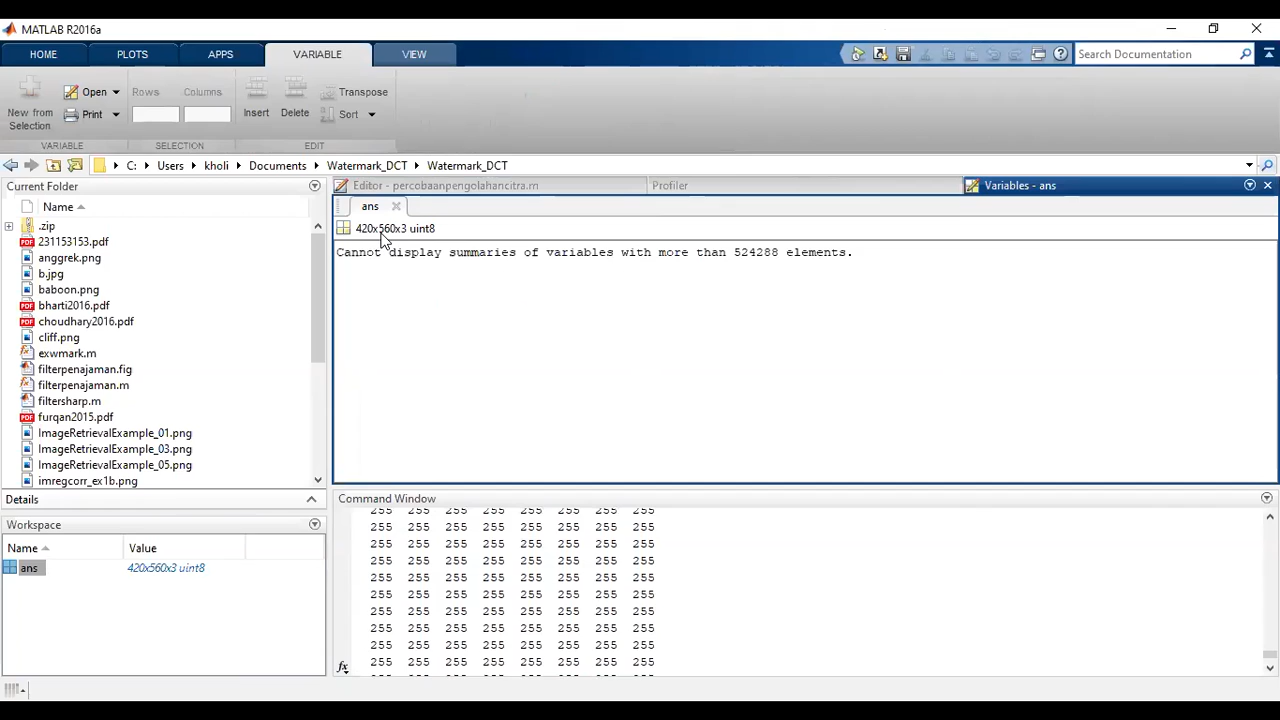 MATLAB R2016a
HOME PLOTS APPS VARIABLE VIEW
Search Documentation
New from Selection
Open
Print
Rows Columns
Insert Delete
Transpose
Sort
VARIABLE SELECTION EDIT
C: Users kholi Documents Watermark_DCT Watermark_DCT
Current Folder
Name
.zip
231153153.pdf
anggrek.png
b.jpg
baboon.png
bharti2016.pdf
choudhary2016.pdf
cliff.png
exwmark.m
filterpenajaman.fig
filterpenajaman.m
filtersharp.m
furqan2015.pdf
ImageRetrievalExample_01.png
ImageRetrievalExample_03.png
ImageRetrievalExample_05.png
imregcorr_ex1b.png
Details
Workspace
Name Value
ans 420x560x3 uint8
Editor - percobaanpengolahancitra.m Profiler Variables - ans
ans
420x560x3 uint8
Cannot display summaries of variables with more than 524288 elements.
Command Window
255 255 255 255 255 255 255 255
255 255 255 255 255 255 255 255
255 255 255 255 255 255 255 255
255 255 255 255 255 255 255 255
255 255 255 255 255 255 255 255
255 255 255 255 255 255 255 255
255 255 255 255 255 255 255 255
255 255 255 255 255 255 255 255
255 255 255 255 255 255 255 255
255 255 255 255 255 255 255 255
fx